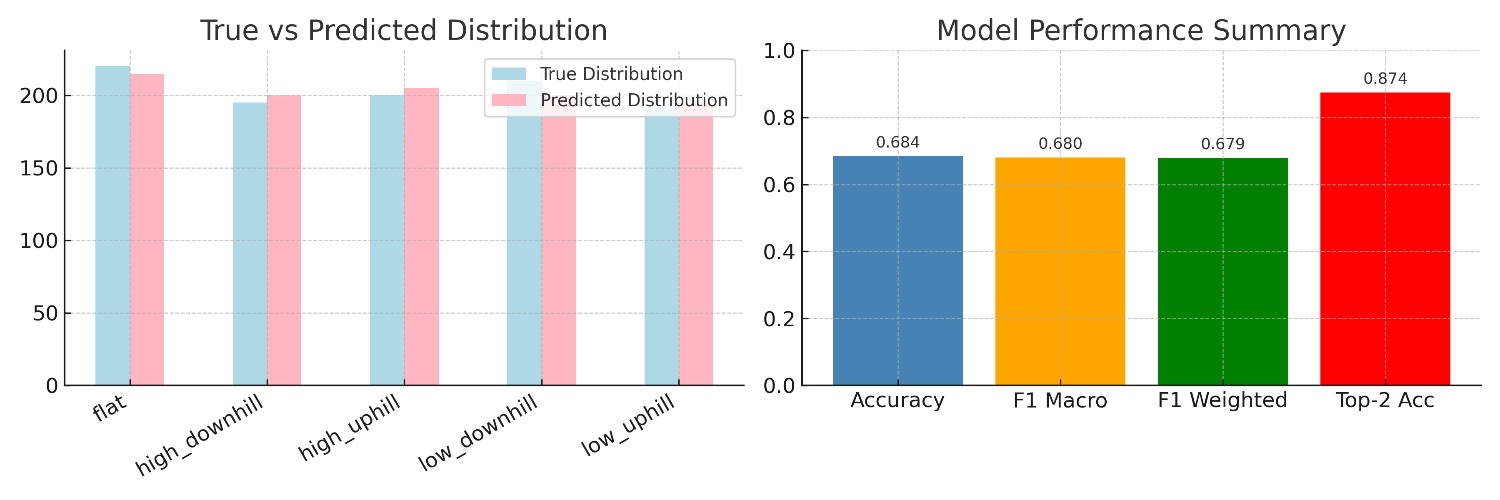 True vs Predicted Distribution
True Distribution
Predicted Distribution
200
150
100
50
0
flat
high_downhill
high_uphill
low_downhill
low_uphill
Model Performance Summary
1.0
0.8
0.6
0.4
0.2
0.0
0.684
0.680
0.679
0.874
Accuracy
F1 Macro
F1 Weighted
Top-2 Acc